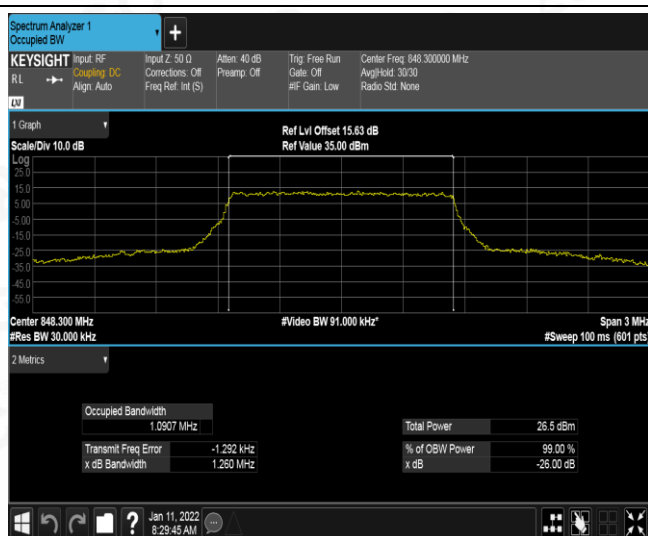 Spectrum Analyzer 1
Occupied BW
+
KEYSIGHT
RL
LXI
Input: RF
Coupling: DC
Align: Auto
Input Z: 50 Ω
Corrections: Off
Freq Ref: Int (S)
Atten: 40 dB
Preamp: Off
Trig: Free Run
Gate: Off
#IF Gain: Low
Center Freq: 848.300000 MHz
Avg|Hold: 30/30
Radio Std: None
1 Graph
Scale/Div 10.0 dB
Ref Lvl Offset 15.63 dB
Ref Value 35.00 dBm
Log
25.0
15.0
5.00
-5.00
-15.0
-25.0
-35.0
-45.0
-55.0
Center 848.300 MHz
#Res BW 30.000 kHz
#Video BW 91.000 kHz*
Span 3 MHz
#Sweep 100 ms (601 pts)
2 Metrics
Occupied Bandwidth
1.0907 MHz
Transmit Freq Error -1.292 kHz
x dB Bandwidth 1.260 MHz
Total Power 26.5 dBm
% of OBW Power 99.00 %
x dB -26.00 dB
?
Jan 11, 2022
8:29:45 AM